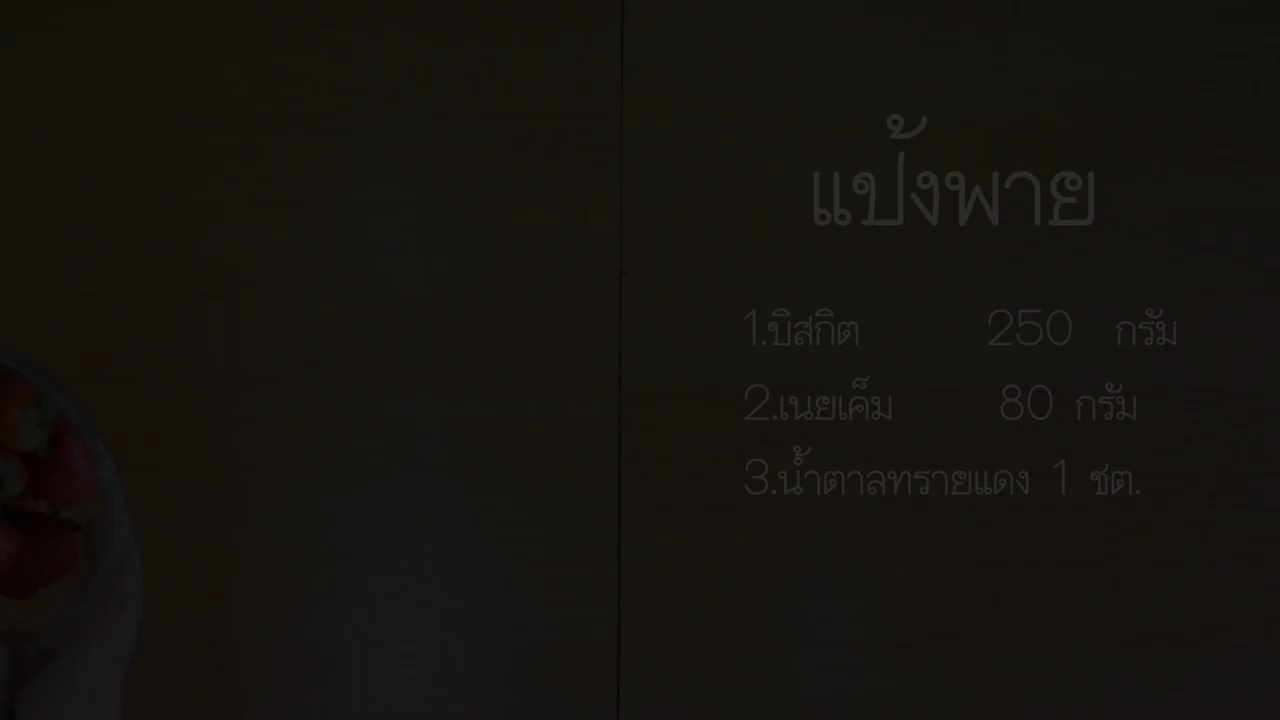 แป้งพาย
1.บิสกิต 250 กรัม
2.เนยเค็ม 80 กรัม
3.น้ำตาลทรายแดง 1 ชต.